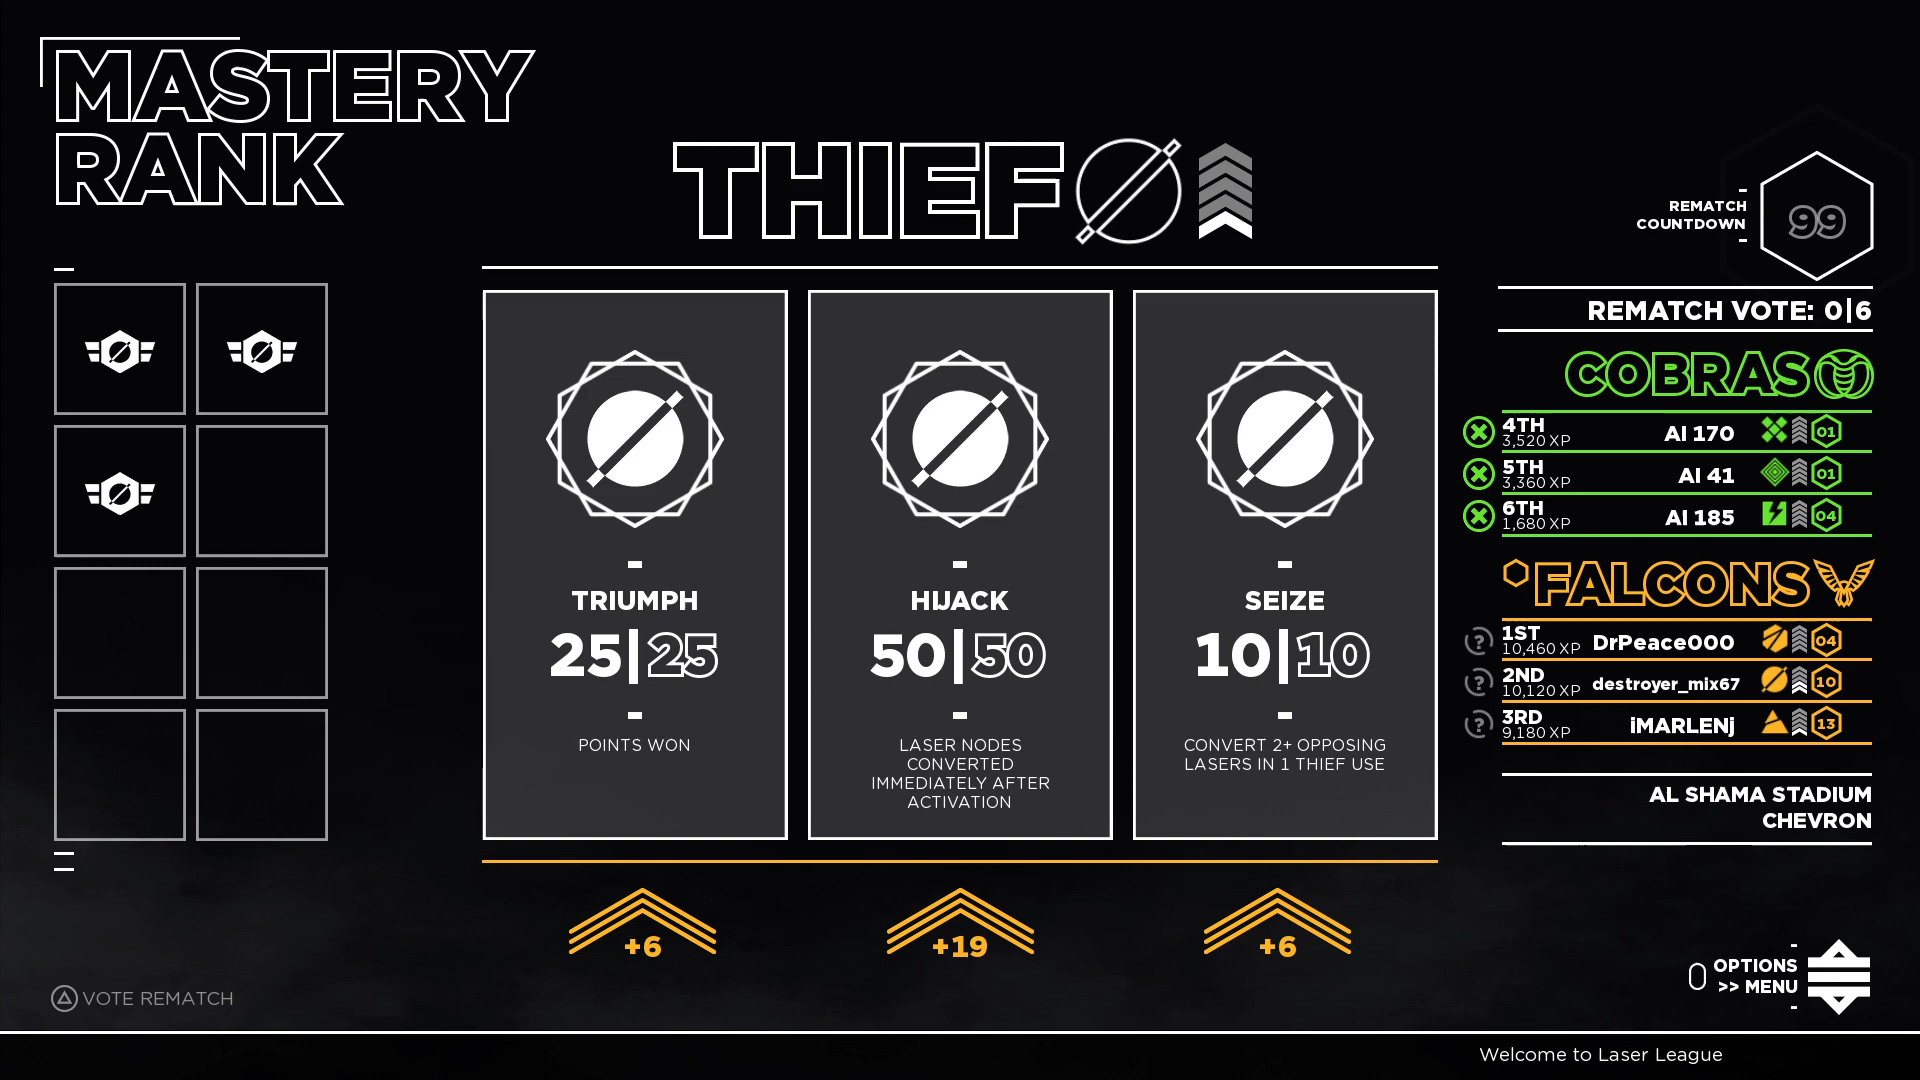 MASTERY
RANK
THIEF
REMATCH
COUNTDOWN
99
REMATCH VOTE: 0|6
TRIUMPH
25|25
POINTS WON
+6
HIJACK
50|50
LASER NODES
CONVERTED
IMMEDIATELY AFTER
ACTIVATION
+19
SEIZE
10|10
CONVERT 2+ OPPOSING
LASERS IN 1 THIEF USE
+6
COBRAS
4TH
3,520 XP
AI 170
01
5TH
3,360 XP
AI 41
01
6TH
1,680 XP
AI 185
04
FALCONS
? 1ST
10,460 XP
DrPeace000
04
? 2ND
10,120 XP
destroyer_mix67
10
? 3RD
9,180 XP
iMARLENj
13
AL SHAMA STADIUM
CHEVRON
VOTE REMATCH
OPTIONS
>> MENU
Welcome to Laser League